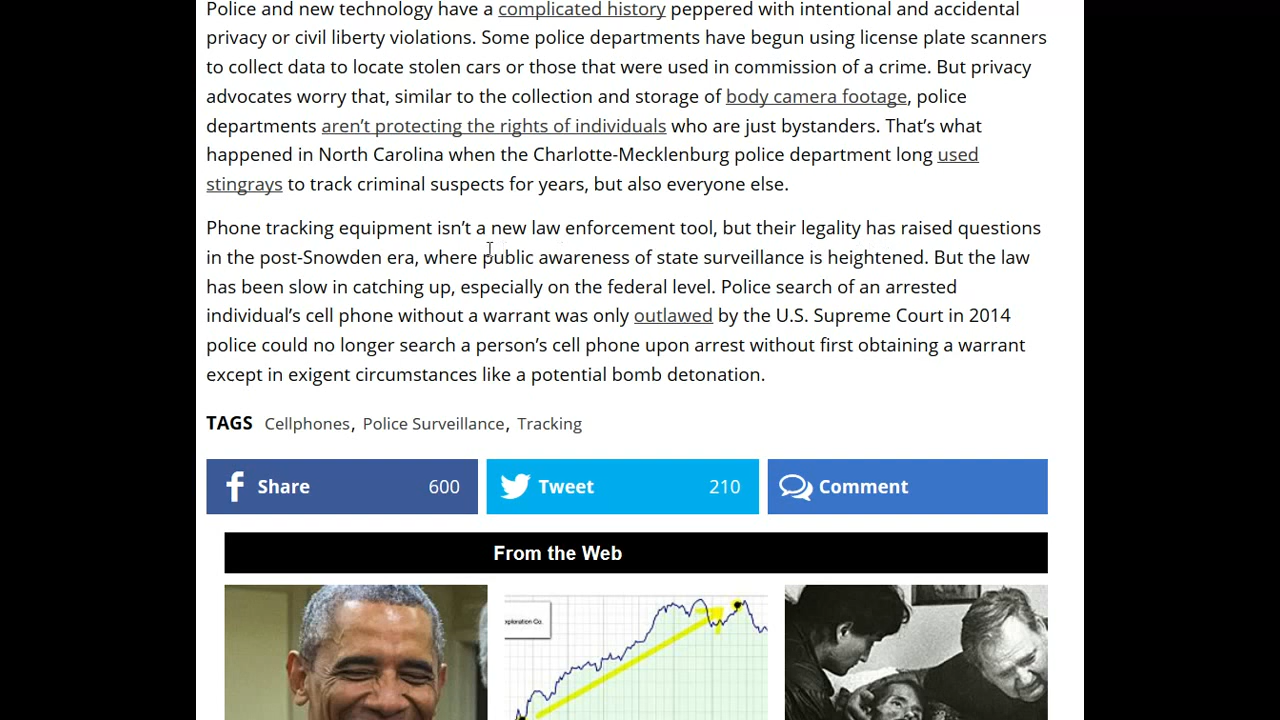 Police and new technology have a complicated history peppered with intentional and accidental
privacy or civil liberty violations. Some police departments have begun using license plate scanners
to collect data to locate stolen cars or those that were used in commission of a crime. But privacy
advocates worry that, similar to the collection and storage of body camera footage, police
departments aren’t protecting the rights of individuals who are just bystanders. That’s what
happened in North Carolina when the Charlotte-Mecklenburg police department long used
stingrays to track criminal suspects for years, but also everyone else.
Phone tracking equipment isn’t a new law enforcement tool, but their legality has raised questions
in the post-Snowden era, where public awareness of state surveillance is heightened. But the law
has been slow in catching up, especially on the federal level. Police search of an arrested
individual’s cell phone without a warrant was only outlawed by the U.S. Supreme Court in 2014
police could no longer search a person’s cell phone upon arrest without first obtaining a warrant
except in exigent circumstances like a potential bomb detonation.
TAGS Cellphones, Police Surveillance, Tracking
Share 600 Tweet 210 Comment
From the Web
xploration Co.